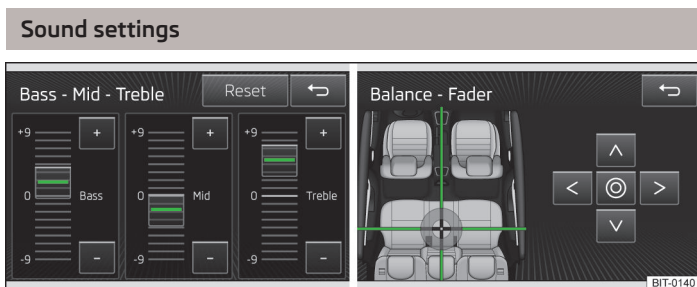 Sound settings
Bass - Mid - Treble
Reset
+9
+
0
Bass
-9
-
+9
+
0
Mid
-9
-
+9
+
0
Treble
-9
-
Balance - Fader
BIT-0140